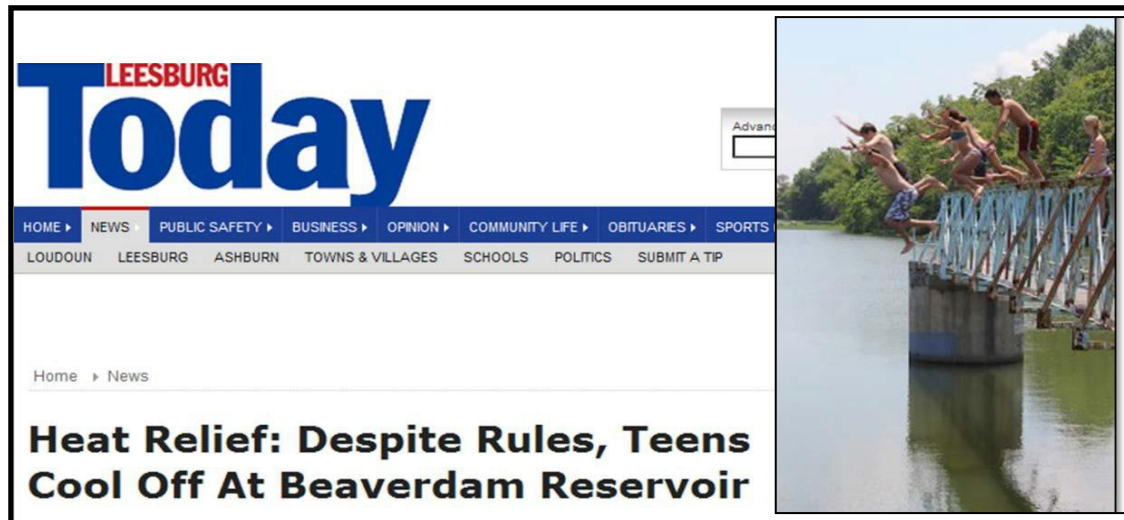 LEESBURG
Today
Advanc
HOME NEWS PUBLIC SAFETY BUSINESS OPINION COMMUNITY LIFE OBITUARIES SPORTS
LOUDOUN LEESBURG ASHBURN TOWNS & VILLAGES SCHOOLS POLITICS SUBMIT A TIP
Home News
Heat Relief: Despite Rules, Teens
Cool Off At Beaverdam Reservoir